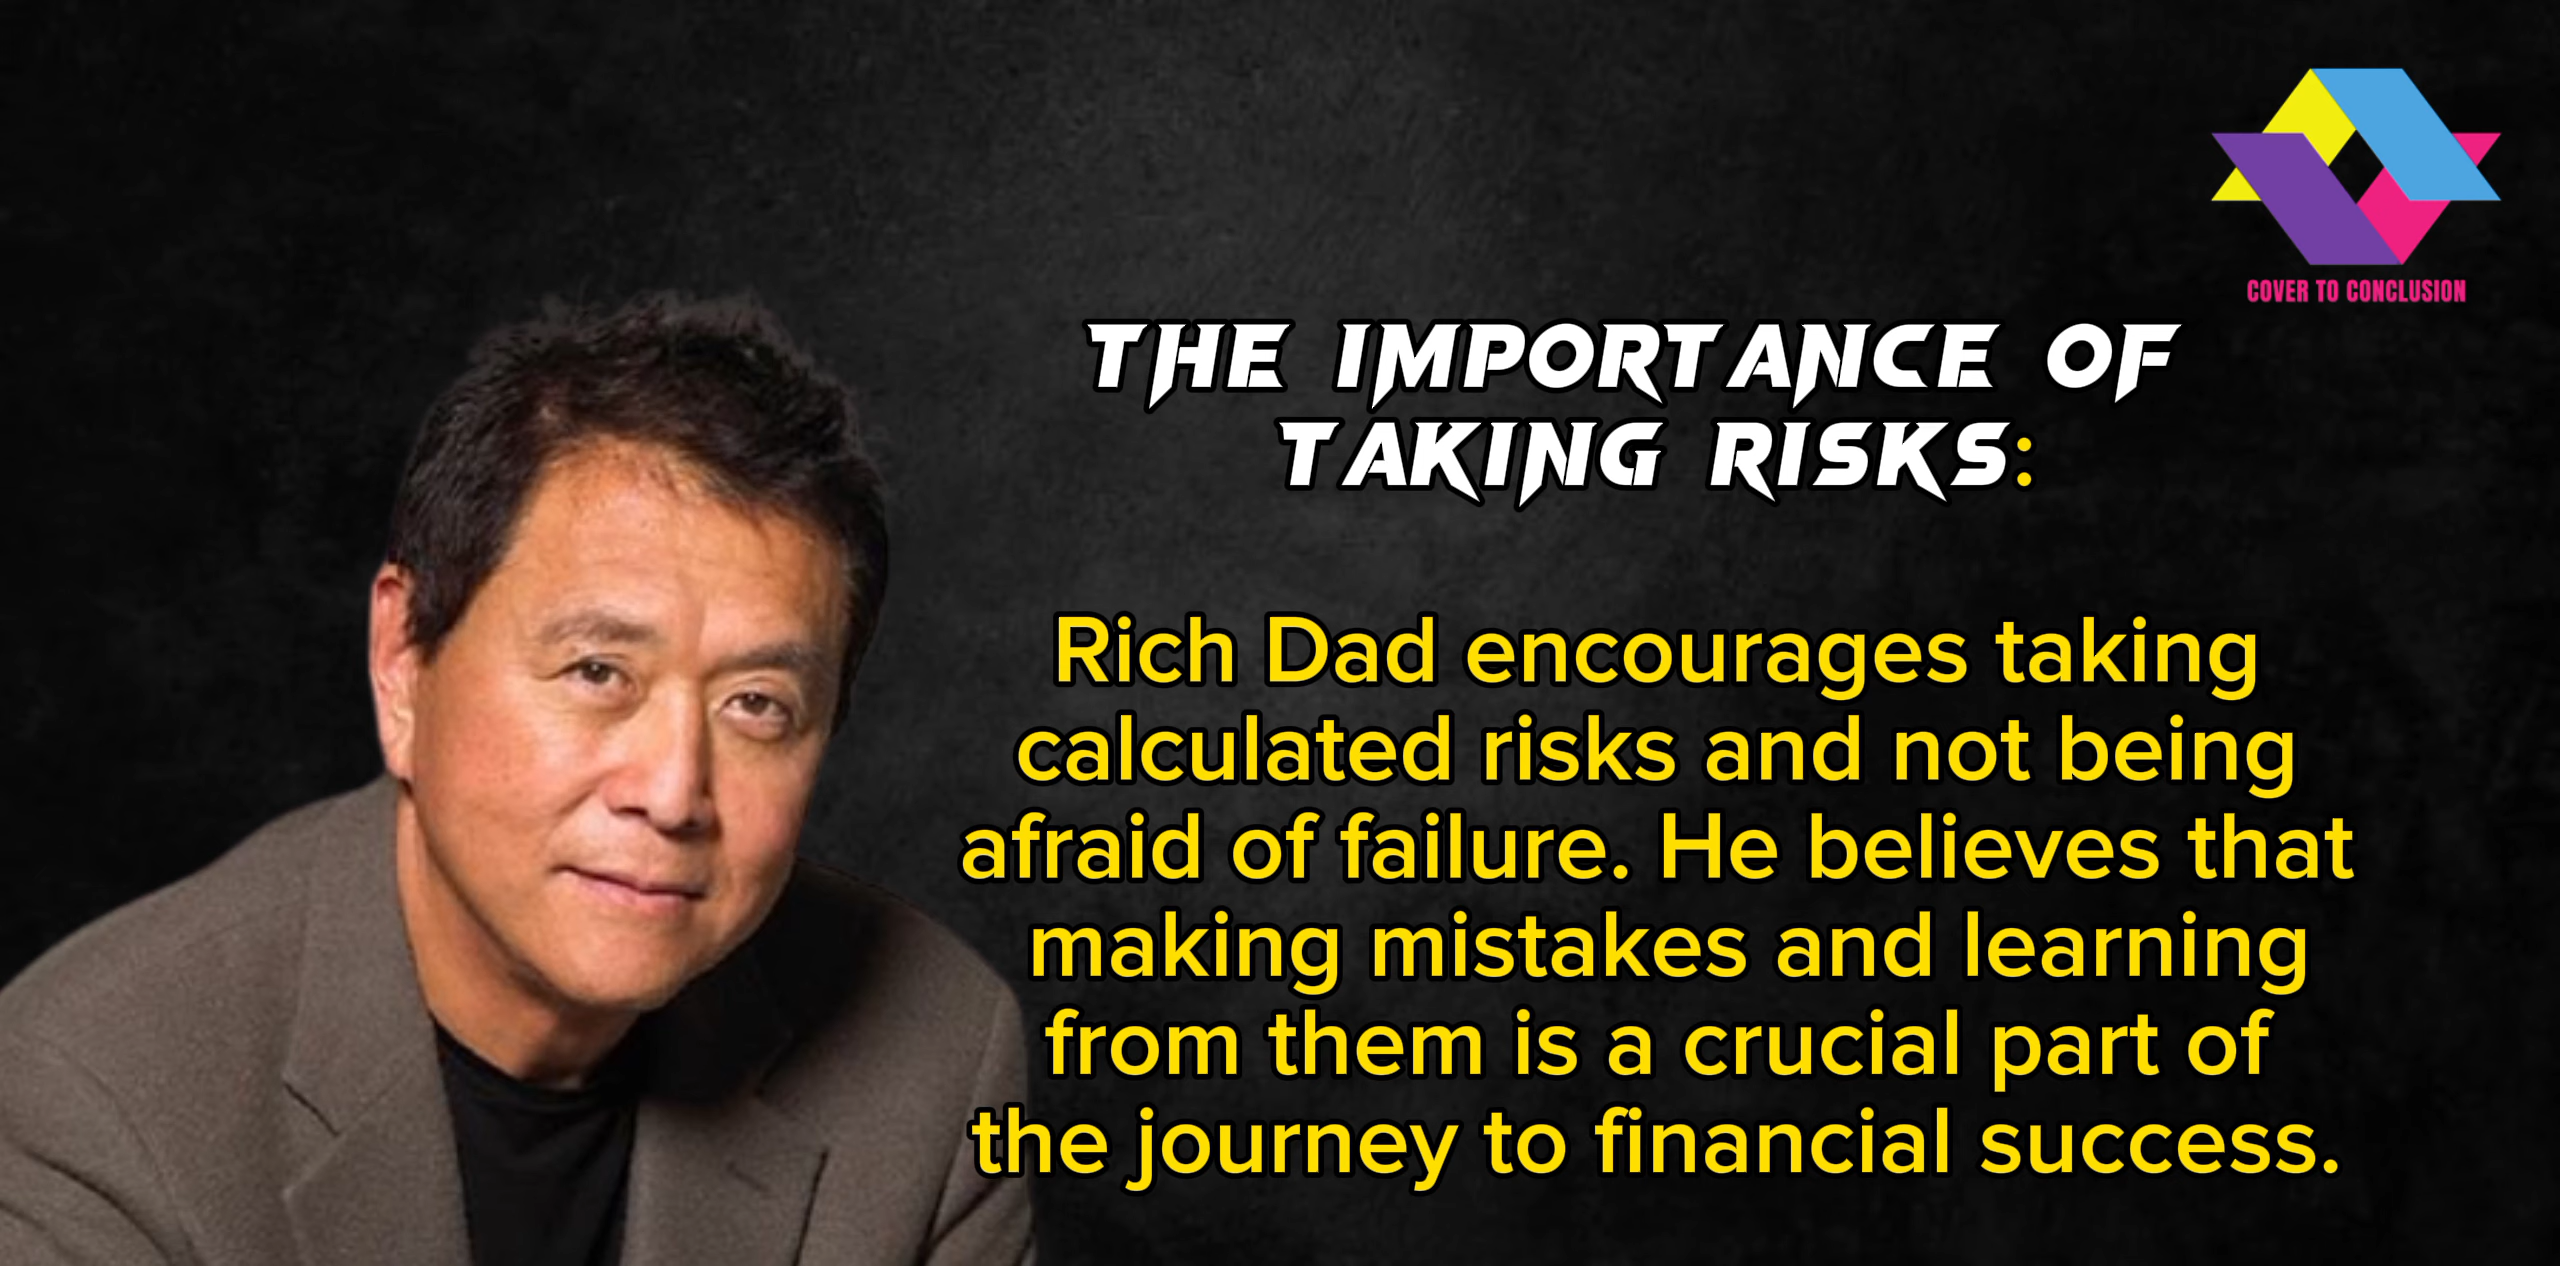 COVER TO CONCLUSION
THE IMPORTANCE OF
TAKING RISKS:
Rich Dad encourages taking
calculated risks and not being
afraid of failure. He believes that
making mistakes and learning
from them is a crucial part of
the journey to financial success.